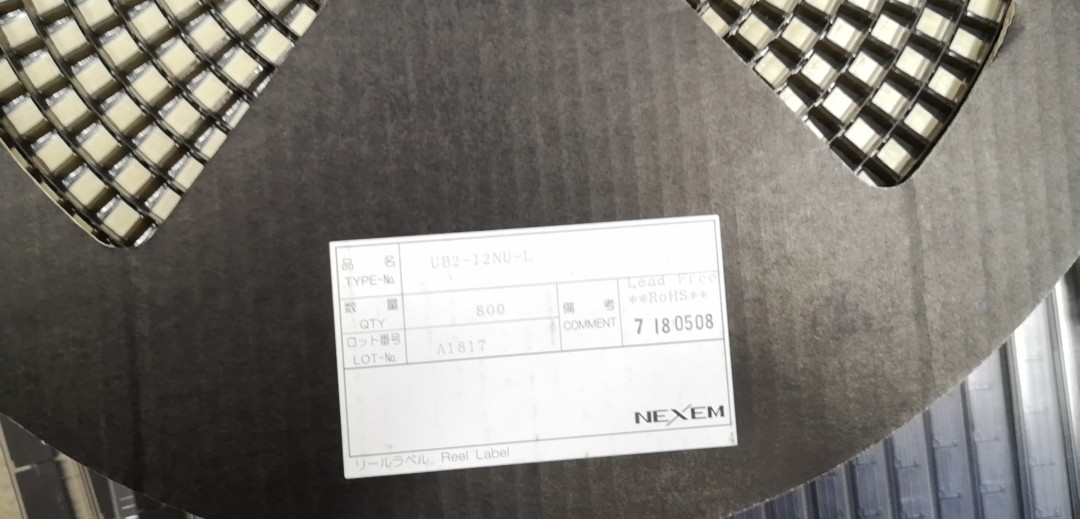 品 名
TYPE-No.
UB2-12NU-L
数 量
QTY
800
備 考
COMMENT
Lead Free
**RoHS**
7 180508
ロット番号
LOT-No.
A1817
NEXEM
リールラベル Reel Label